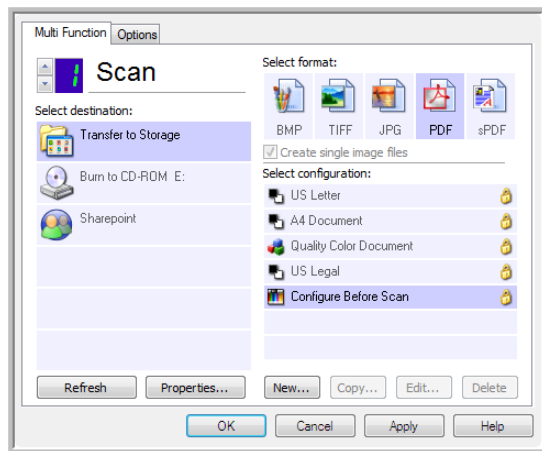 Multi Function Options
1 Scan
Select destination:
Transfer to Storage
Burn to CD-ROM E:
Sharepoint
Refresh Properties...
Select format:
BMP TIFF JPG PDF sPDF
Create single image files
Select configuration:
US Letter
A4 Document
Quality Color Document
US Legal
Configure Before Scan
New... Copy... Edit... Delete
OK Cancel Apply Help